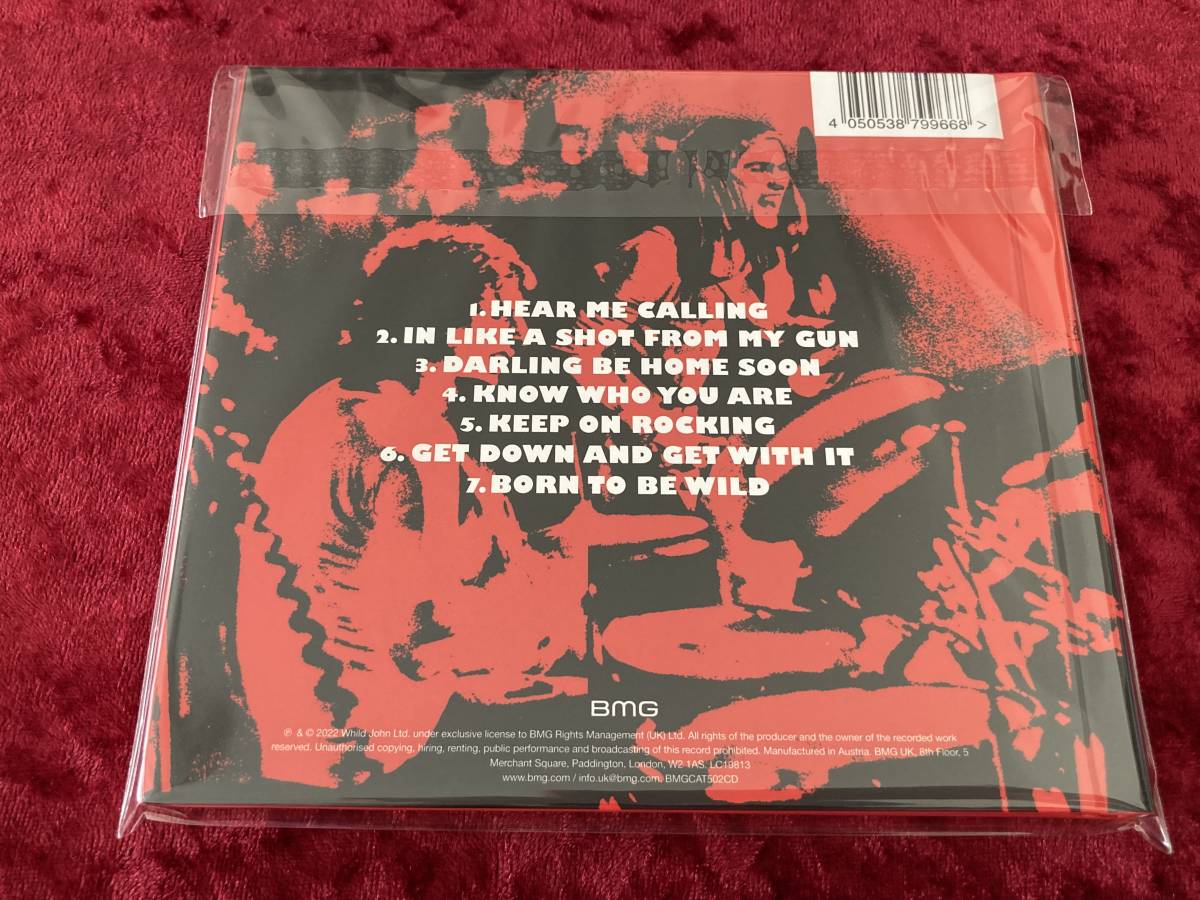 4 050538 799668 >
1. HEAR ME CALLING
2. IN LIKE A SHOT FROM MY GUN
3. DARLING BE HOME SOON
4. KNOW WHO YOU ARE
5. KEEP ON ROCKING
6. GET DOWN AND GET WITH IT
7. BORN TO BE WILD
BMG
℗ & © 2022 Whild John Ltd. under exclusive license to BMG Rights Management (UK) Ltd. All rights of the producer and the owner of the recorded work
reserved. Unauthorised copying, hiring, renting, public performance and broadcasting of this record prohibited. Manufactured in Austria. BMG UK, 8th Floor, 5
Merchant Square, Paddington, London, W2 1AS. LC19813
www.bmg.com / info.uk@bmg.com. BMGCAT502CD